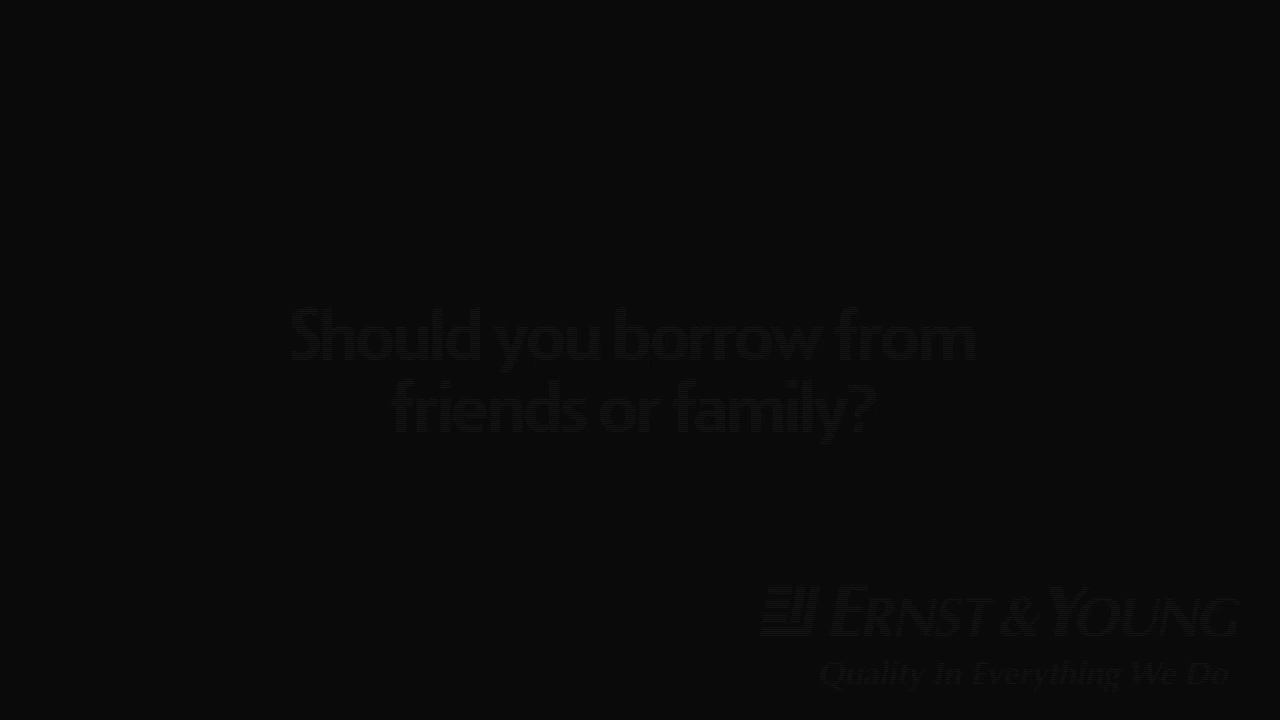 Should you borrow from
friends or family?
ERNST & YOUNG
Quality In Everything We Do